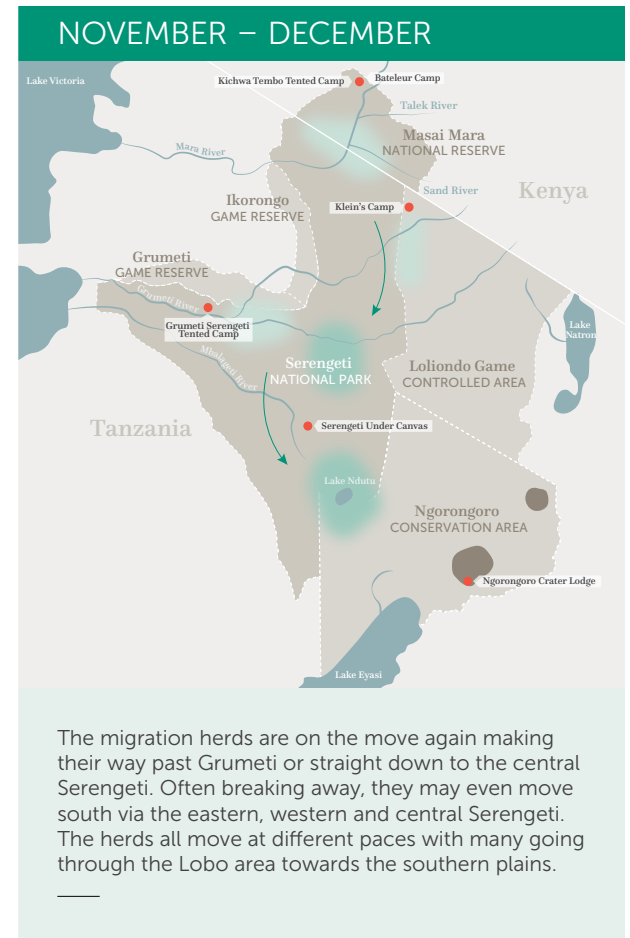 NOVEMBER – DECEMBER
Lake Victoria
Kichwa Tembo Tented Camp
Bateleur Camp
Talek River
Masai Mara
NATIONAL RESERVE
Mara River
Sand River
Kenya
Ikorongo
GAME RESERVE
Klein's Camp
Grumeti
GAME RESERVE
Grumeti River
Grumeti Serengeti
Tented Camp
Lake
Natron
Mbalageti River
Serengeti
NATIONAL PARK
Loliondo Game
CONTROLLED AREA
Tanzania
Serengeti Under Canvas
Lake Ndutu
Ngorongoro
CONSERVATION AREA
Ngorongoro Crater Lodge
Lake Eyasi
The migration herds are on the move again making
their way past Grumeti or straight down to the central
Serengeti. Often breaking away, they may even move
south via the eastern, western and central Serengeti.
The herds all move at different paces with many going
through the Lobo area towards the southern plains.